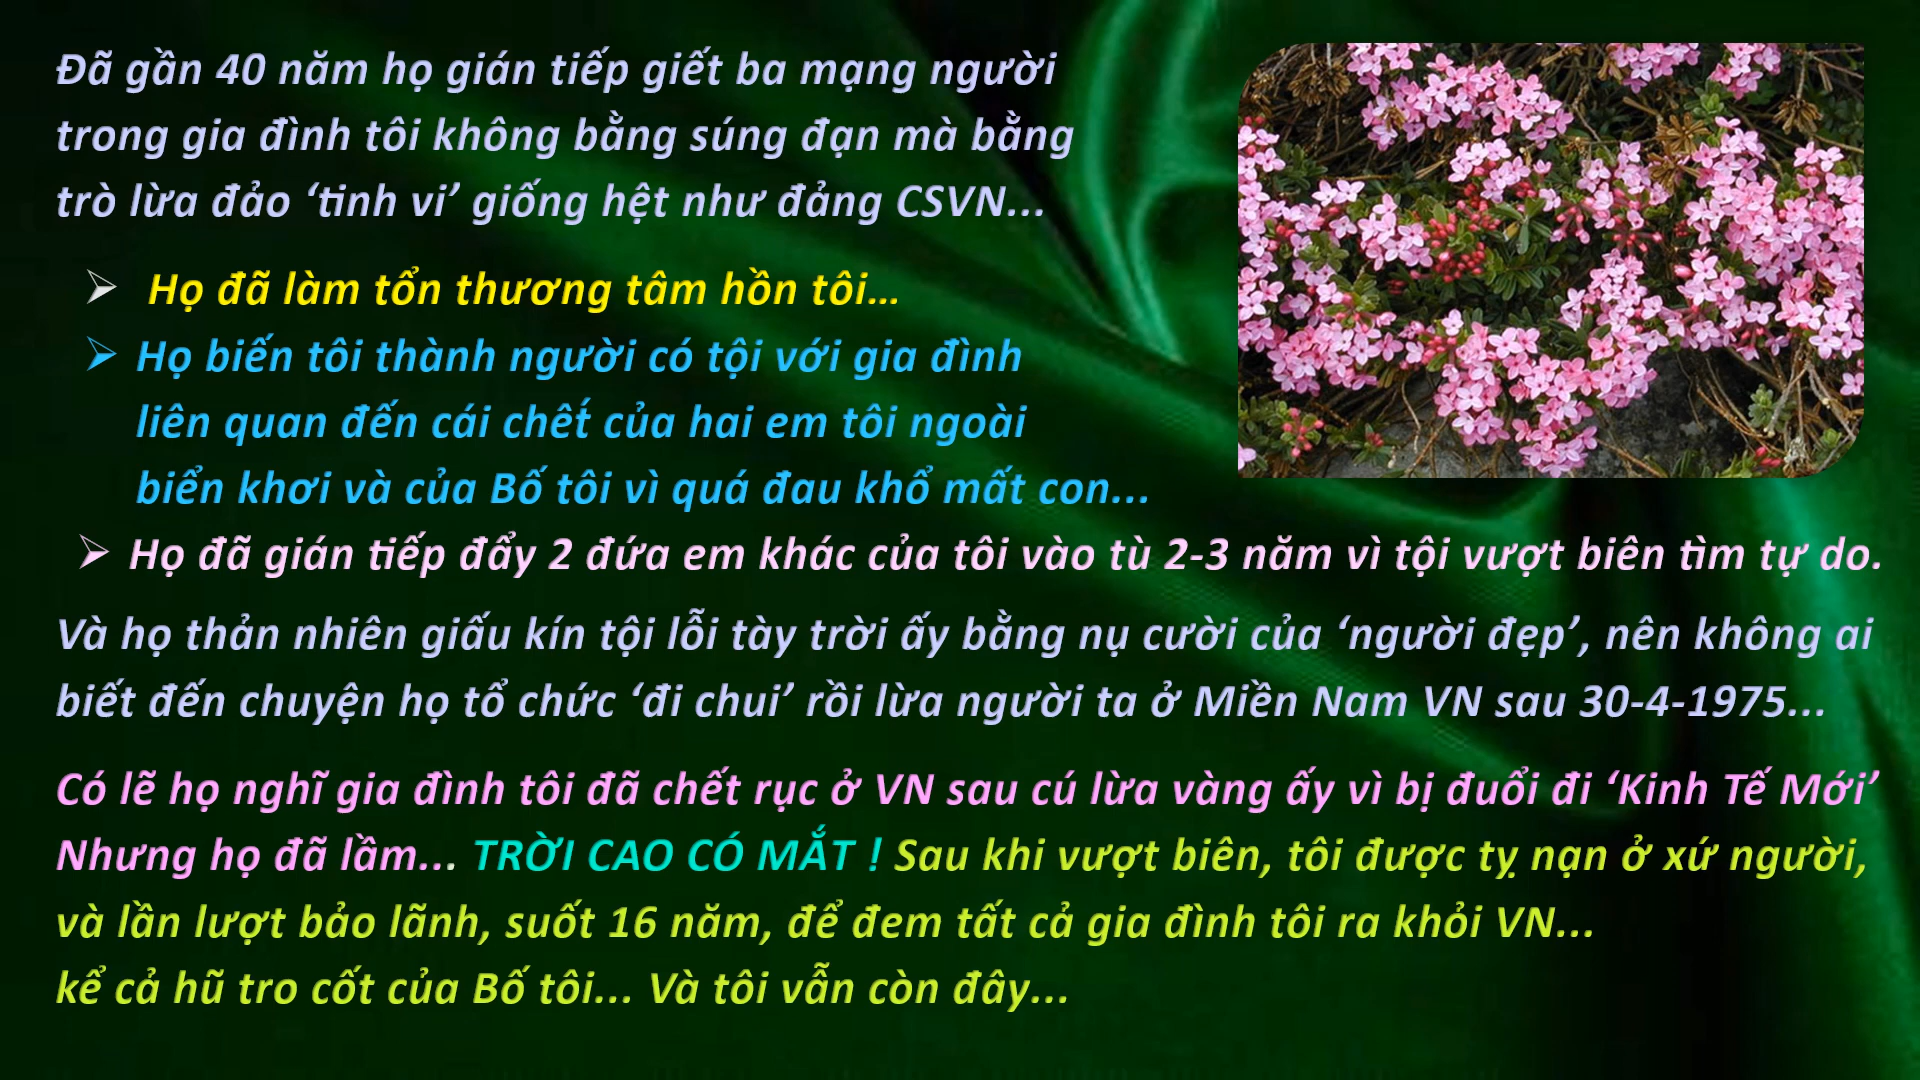 Đã gần 40 năm họ gián tiếp giết ba mạng người
trong gia đình tôi không bằng súng đạn mà bằng
trò lừa đảo ‘tinh vi’ giống hệt như đảng CSVN...
Họ đã làm tổn thương tâm hồn tôi...
Họ biến tôi thành người có tội với gia đình
liên quan đến cái chết của hai em tôi ngoài
biển khơi và của Bố tôi vì quá đau khổ mất con...
Họ đã gián tiếp đẩy 2 đứa em khác của tôi vào tù 2-3 năm vì tội vượt biên tìm tự do.
Và họ thản nhiên giấu kín tội lỗi tày trời ấy bằng nụ cười của ‘người đẹp’, nên không ai
biết đến chuyện họ tổ chức ‘đi chui’ rồi lừa người ta ở Miền Nam VN sau 30-4-1975...
Có lẽ họ nghĩ gia đình tôi đã chết rục ở VN sau cú lừa vàng ấy vì bị đuổi đi ‘Kinh Tế Mới’
Nhưng họ đã lầm... TRỜI CAO CÓ MẮT ! Sau khi vượt biên, tôi được tỵ nạn ở xứ người,
và lần lượt bảo lãnh, suốt 16 năm, để đem tất cả gia đình tôi ra khỏi VN...
kể cả hũ tro cốt của Bố tôi... Và tôi vẫn còn đây...